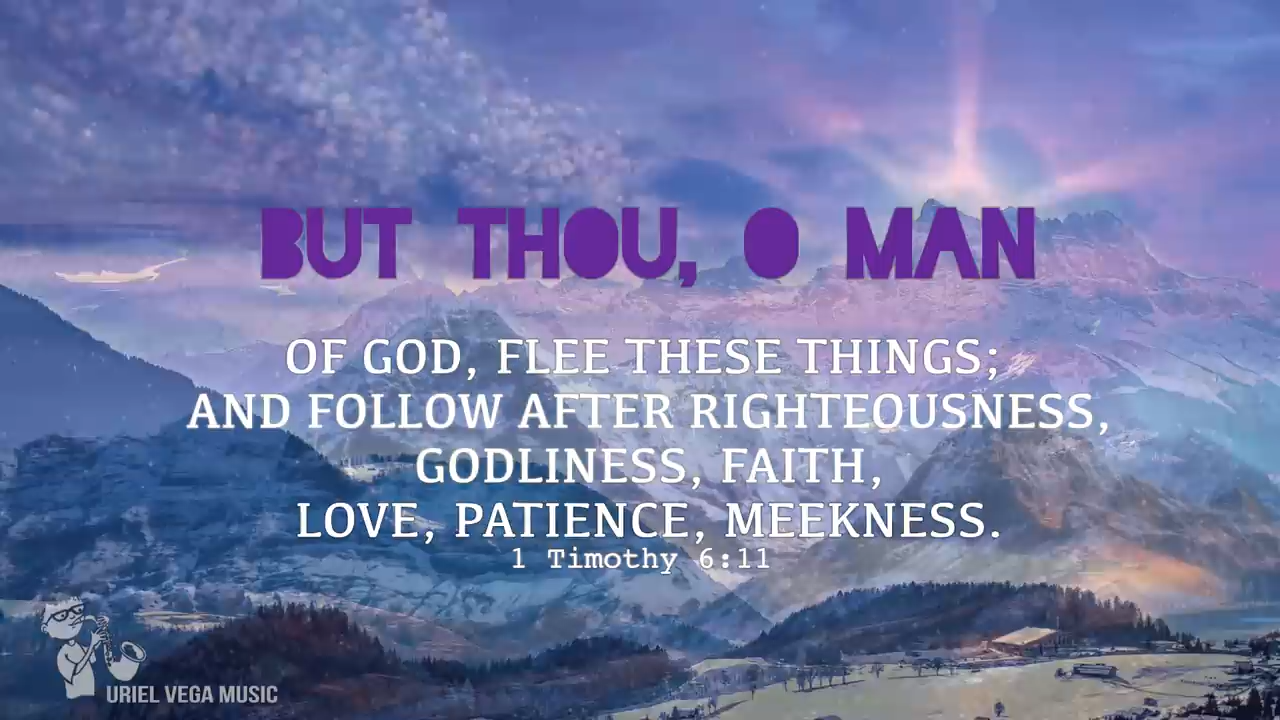 BUT THOU, O MAN
OF GOD, FLEE THESE THINGS;
AND FOLLOW AFTER RIGHTEOUSNESS,
GODLINESS, FAITH,
LOVE, PATIENCE, MEEKNESS.
1 Timothy 6:11
URIEL VEGA MUSIC